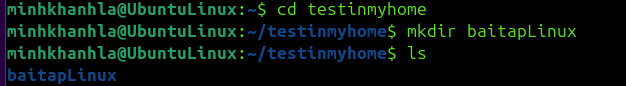 minhkhanhla@UbuntuLinux:~$ cd testinmyhome
minhkhanhla@UbuntuLinux:~/testinmyhome$ mkdir baitapLinux
minhkhanhla@UbuntuLinux:~/testinmyhome$ ls
baitapLinux